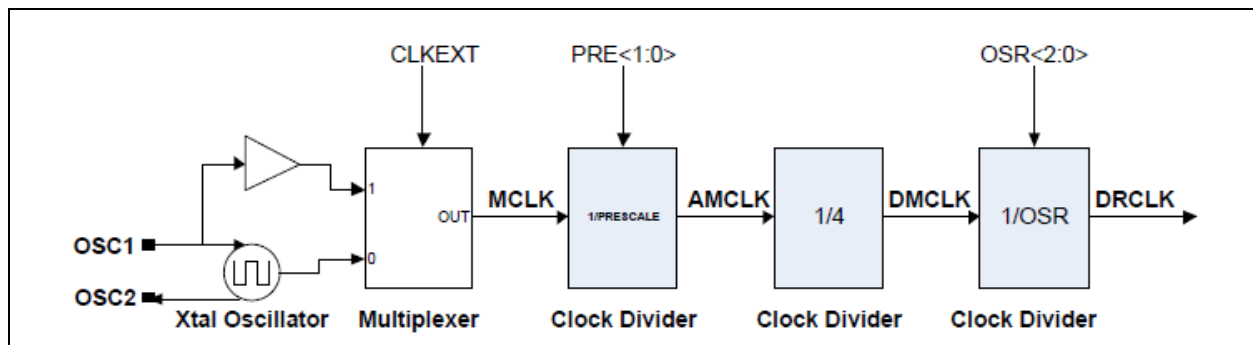 CLKEXT PRE<1:0> OSR<2:0>
1
MCLK AMCLK DMCLK DRCLK
OUT 1/PRESCALE 1/4 1/OSR
OSC1
0
OSC2
Xtal Oscillator Multiplexer Clock Divider Clock Divider Clock Divider